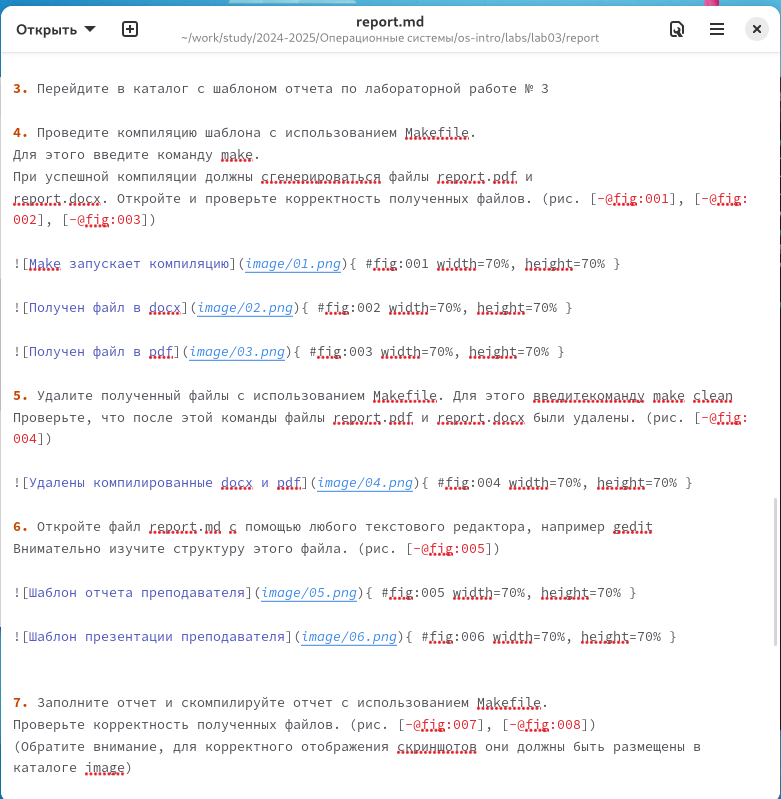 Открыть
report.md
~/work/study/2024-2025/Операционные системы/os-intro/labs/lab03/report
3. Перейдите в каталог с шаблоном отчета по лабораторной работе № 3
4. Проведите компиляцию шаблона с использованием Makefile.
Для этого введите команду make.
При успешной компиляции должны сгенерироваться файлы report.pdf и
report.docx. Откройте и проверьте корректность полученных файлов. (рис. [-@fig:001], [-@fig:
002], [-@fig:003])
![Make запускает компиляцию](image/01.png){ #fig:001 width=70%, height=70% }
![Получен файл в docx](image/02.png){ #fig:002 width=70%, height=70% }
![Получен файл в pdf](image/03.png){ #fig:003 width=70%, height=70% }
5. Удалите полученный файлы с использованием Makefile. Для этого введитекоманду make clean
Проверьте, что после этой команды файлы report.pdf и report.docx были удалены. (рис. [-@fig:
004])
![Удалены компилированные docx и pdf](image/04.png){ #fig:004 width=70%, height=70% }
6. Откройте файл report.md c помощью любого текстового редактора, например gedit
Внимательно изучите структуру этого файла. (рис. [-@fig:005])
![Шаблон отчета преподавателя](image/05.png){ #fig:005 width=70%, height=70% }
![Шаблон презентации преподавателя](image/06.png){ #fig:006 width=70%, height=70% }
7. Заполните отчет и скомпилируйте отчет с использованием Makefile.
Проверьте корректность полученных файлов. (рис. [-@fig:007], [-@fig:008])
(Обратите внимание, для корректного отображения скриншотов они должны быть размещены в
каталоге image)